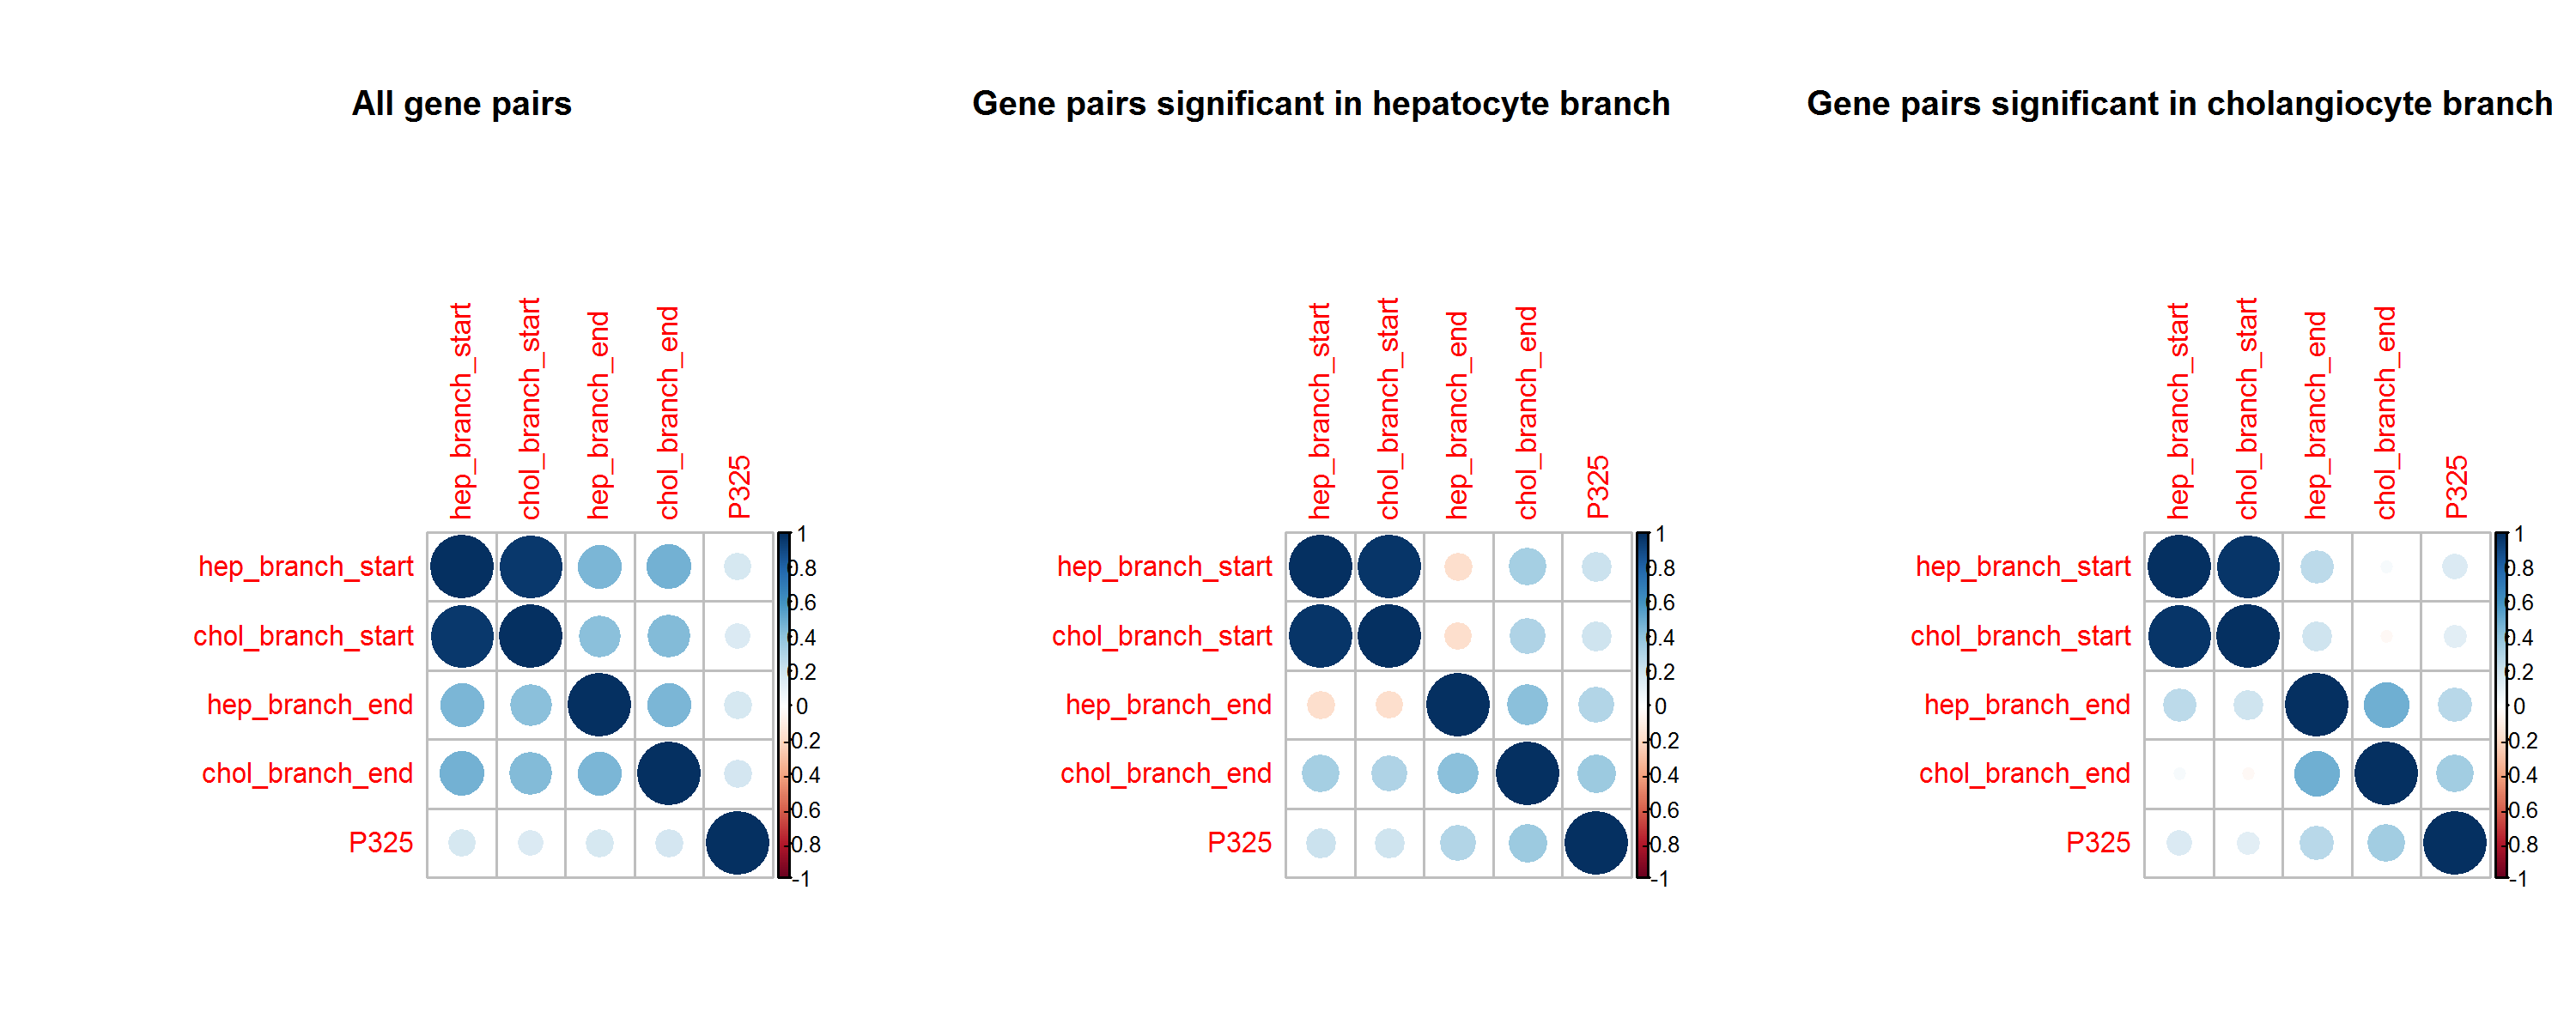 All gene pairs
Gene pairs significant in hepatocyte branch
Gene pairs significant in cholangiocyte branch
hep_branch_start
chol_branch_start
hep_branch_end
chol_branch_end
P325
hep_branch_start
chol_branch_start
hep_branch_end
chol_branch_end
P325
1
0.8
0.6
0.4
0.2
0
-0.2
-0.4
-0.6
-0.8
-1
hep_branch_start
chol_branch_start
hep_branch_end
chol_branch_end
P325
hep_branch_start
chol_branch_start
hep_branch_end
chol_branch_end
P325
1
0.8
0.6
0.4
0.2
0
-0.2
-0.4
-0.6
-0.8
-1
hep_branch_start
chol_branch_start
hep_branch_end
chol_branch_end
P325
hep_branch_start
chol_branch_start
hep_branch_end
chol_branch_end
P325
1
0.8
0.6
0.4
0.2
0
-0.2
-0.4
-0.6
-0.8
-1